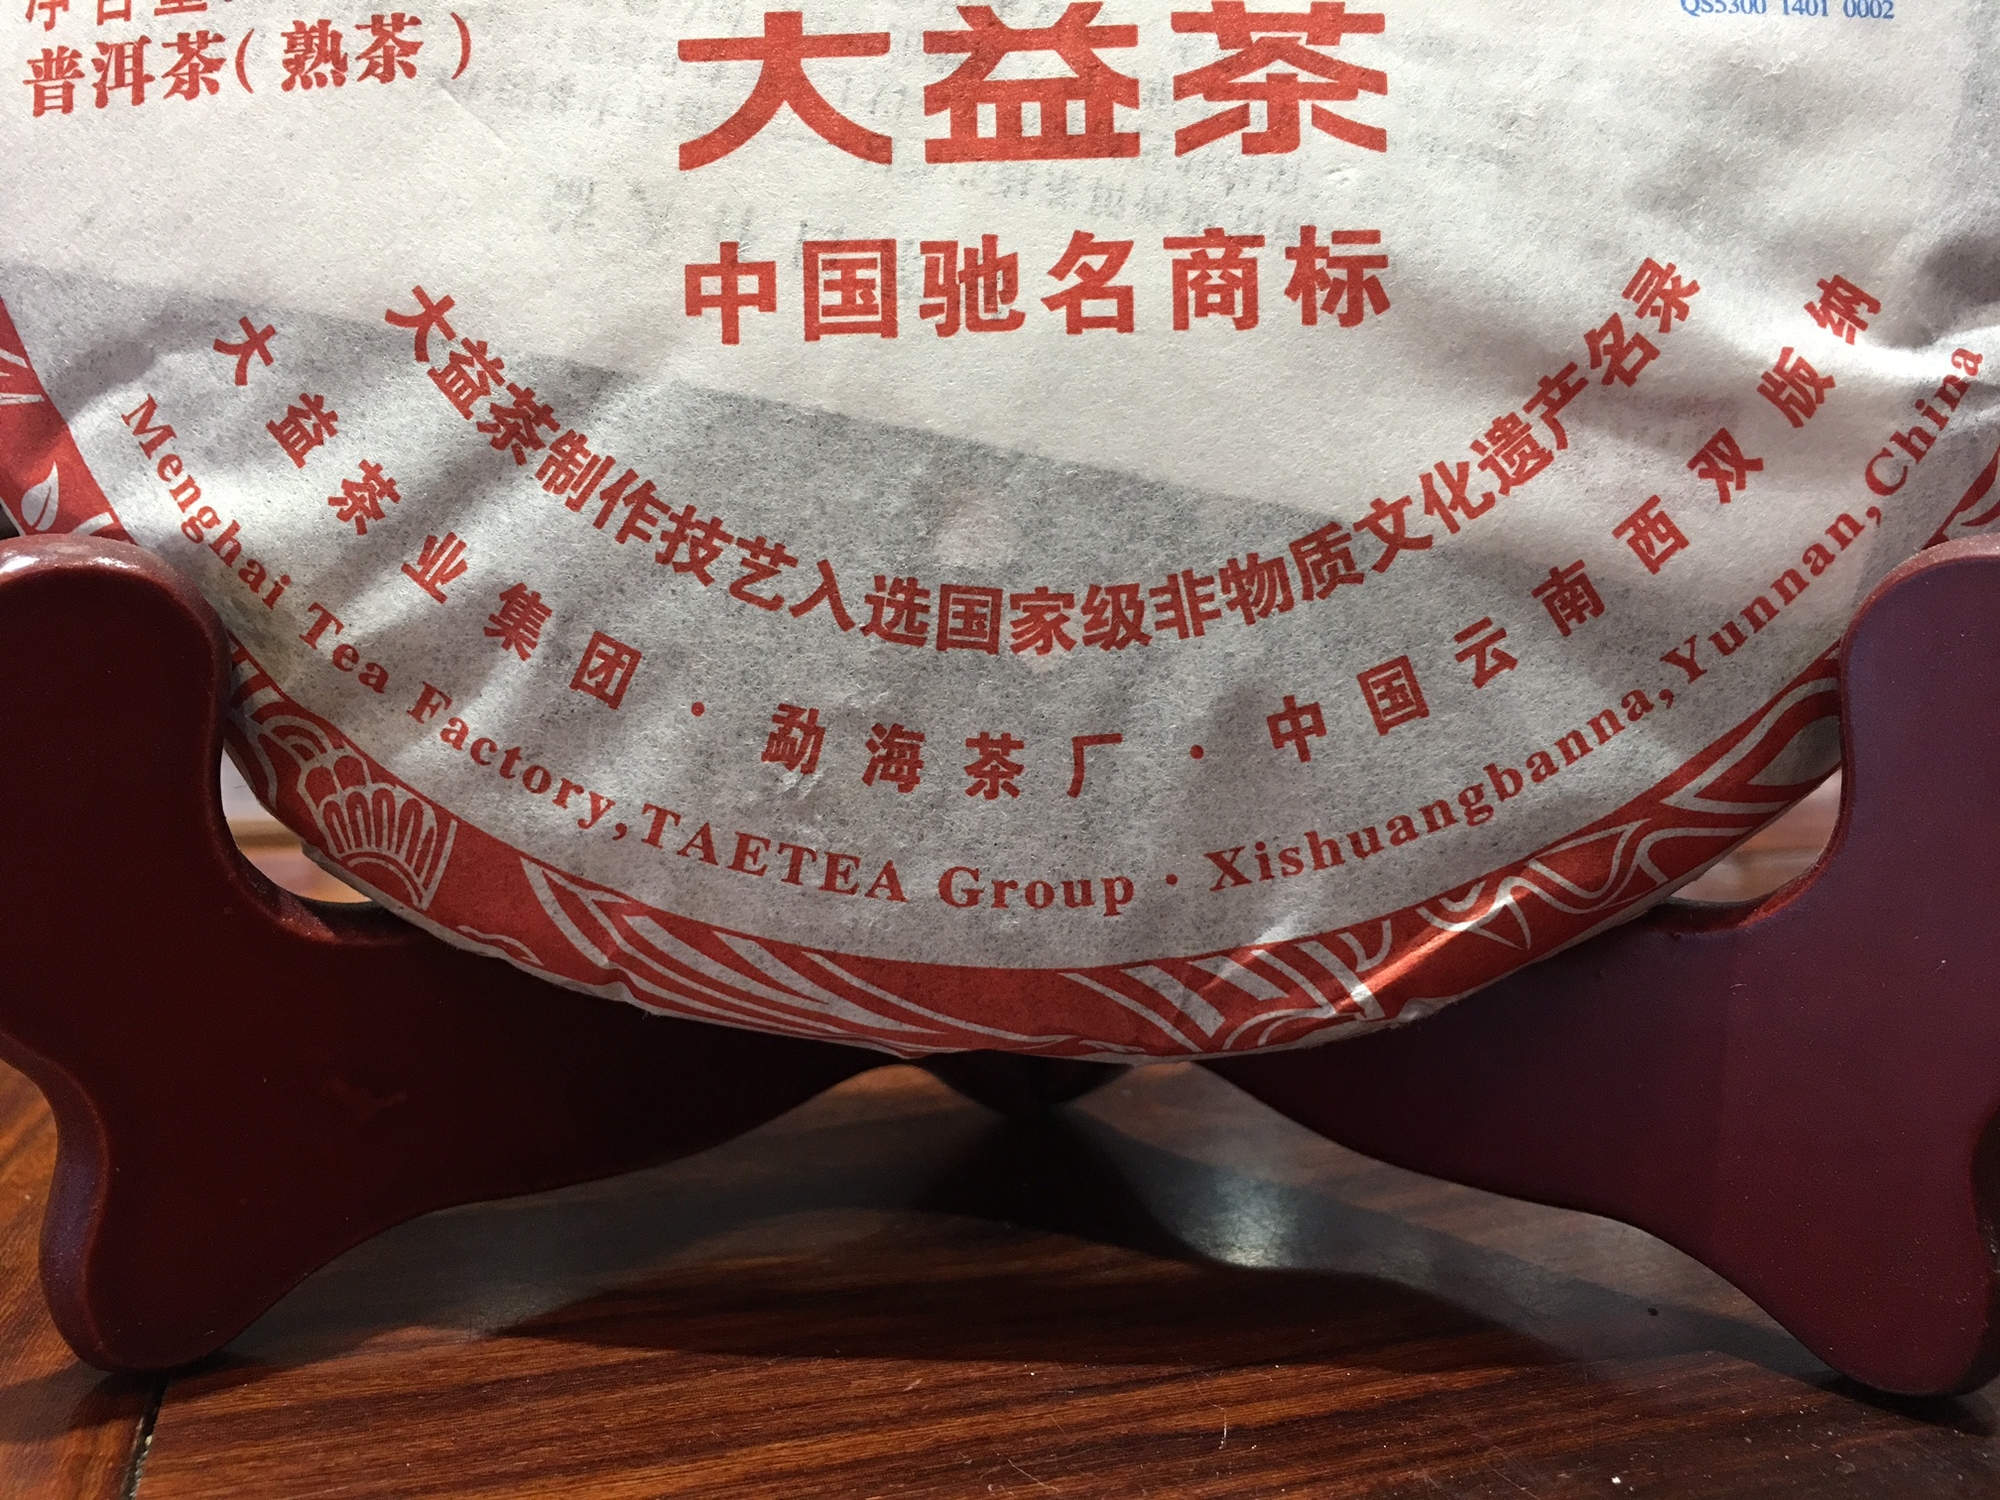 净含量:
普洱茶(熟茶)
QS5300 1401 0002
大益茶
中国驰名商标
大益茶制作技艺入选国家级非物质文化遗产名录
大益茶业集团·勐海茶厂·中国云南西双版纳
Menghai Tea Factory,TAETEA Group·Xishuangbanna,Yunnan,China